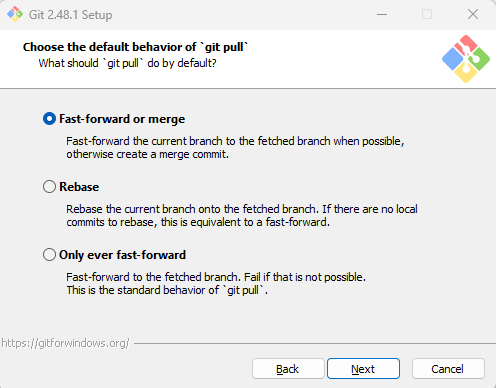 Git 2.48.1 Setup
Choose the default behavior of `git pull`
What should `git pull` do by default?
Fast-forward or merge
Fast-forward the current branch to the fetched branch when possible,
otherwise create a merge commit.
Rebase
Rebase the current branch onto the fetched branch. If there are no local
commits to rebase, this is equivalent to a fast-forward.
Only ever fast-forward
Fast-forward to the fetched branch. Fail if that is not possible.
This is the standard behavior of `git pull`.
https://gitforwindows.org/
Back Next Cancel